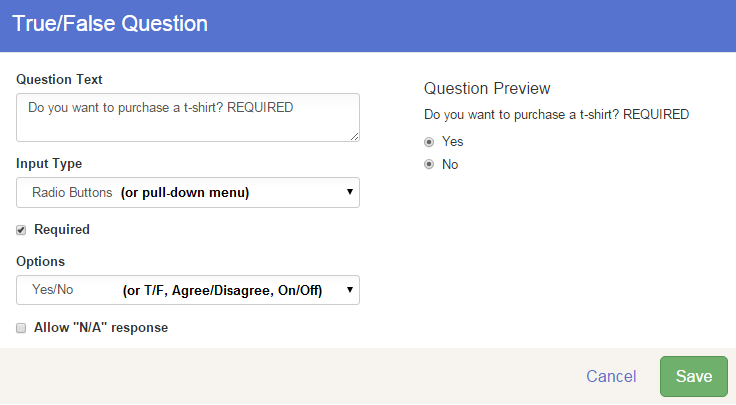 True/False Question
Question Text
Do you want to purchase a t-shirt? REQUIRED
Input Type
Radio Buttons (or pull-down menu)
Required
Options
Yes/No (or T/F, Agree/Disagree, On/Off)
Allow "N/A" response
Question Preview
Do you want to purchase a t-shirt? REQUIRED
Yes
No
Cancel
Save